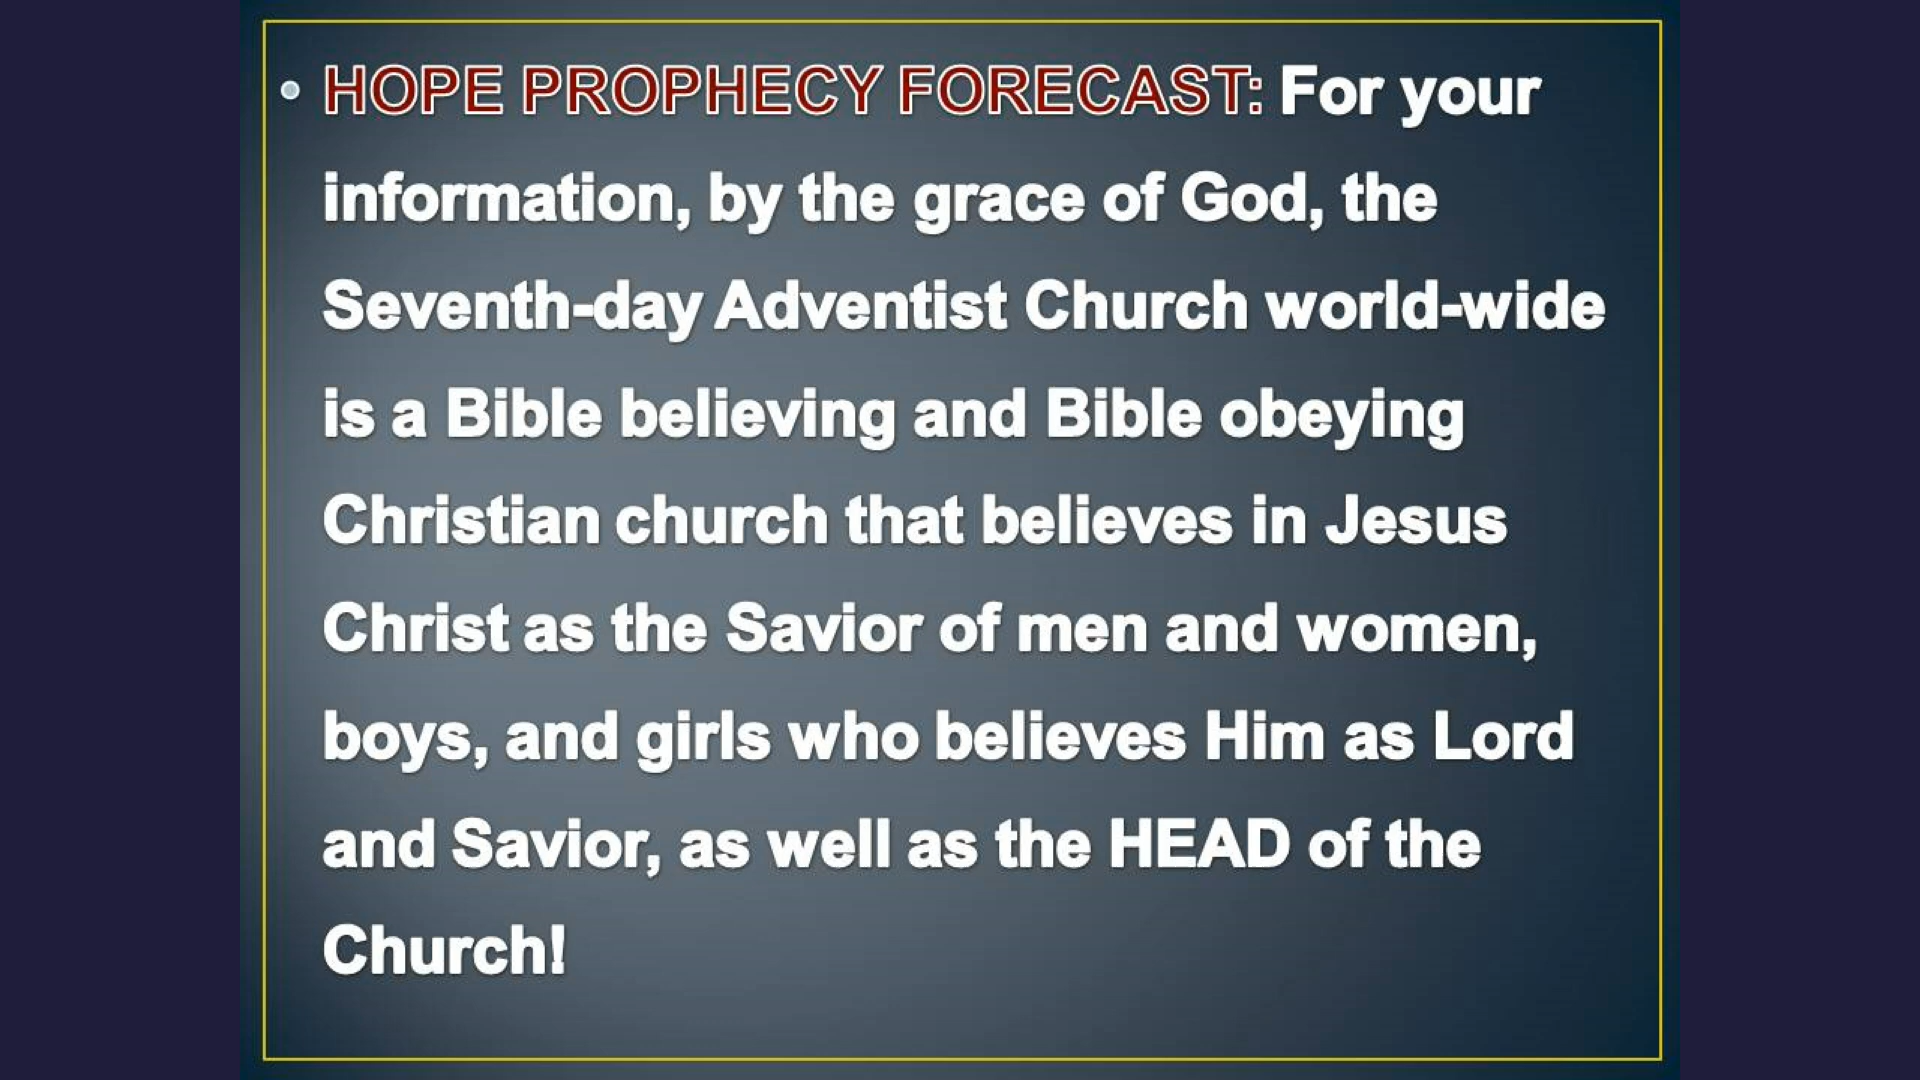 • HOPE PROPHECY FORECAST: For your
information, by the grace of God, the
Seventh-day Adventist Church world-wide
is a Bible believing and Bible obeying
Christian church that believes in Jesus
Christ as the Savior of men and women,
boys, and girls who believes Him as Lord
and Savior, as well as the HEAD of the
Church!